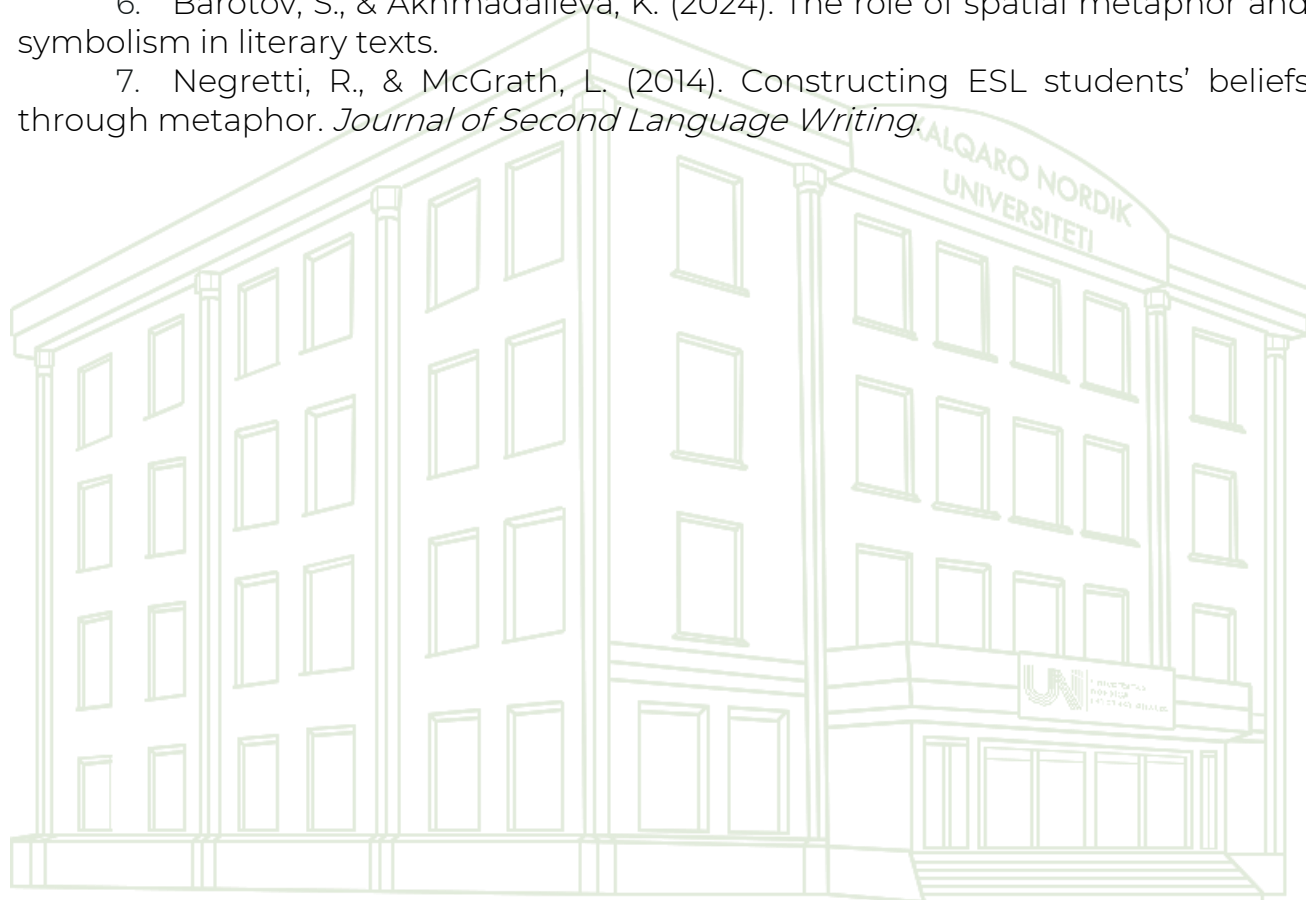 6. Barotov, S., & Akhmadalieva, K. (2024). The role of spatial metaphor and
symbolism in literary texts.
7. Negretti, R., & McGrath, L. (2014). Constructing ESL students’ beliefs
through metaphor. Journal of Second Language Writing.
XALQARO NORDIK
UNIVERSITETI
UNI